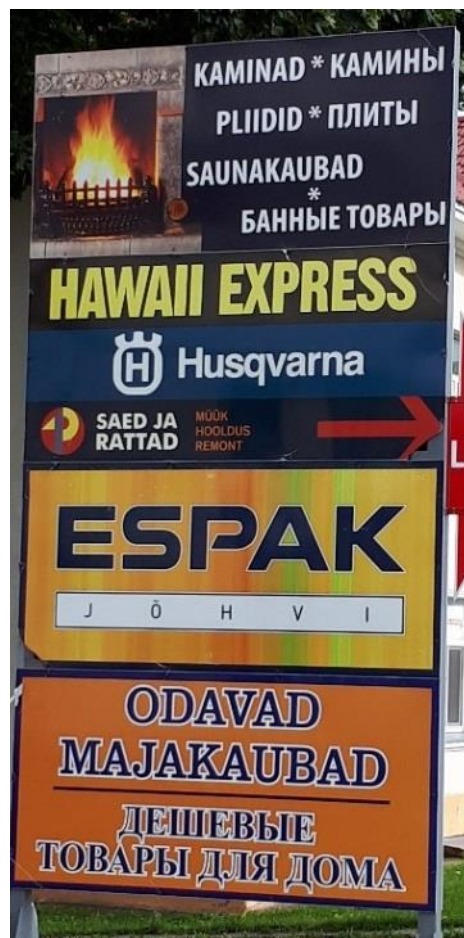 KAMINAD * КАМИНЫ
PLIIDID * ПЛИТЫ
SAUNAKAUBAD
*
БАННЫЕ ТОВАРЫ
HAWAII EXPRESS
H Husqvarna
SAED JA
RATTAD
MÜÜK
HOOLDUS
REMONT
ESPAK
JÕHVI
ODAVAD
MAJAKAUBAD
ДЕШЕВЫЕ
ТОВАРЫ ДЛЯ ДОМА